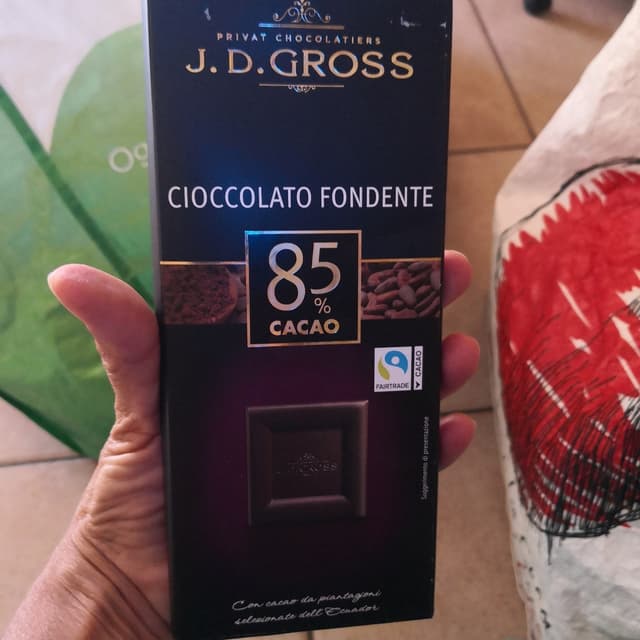 PRIVAT CHOCOLATIERS
J.D.GROSS
CIOCCOLATO FONDENTE
85
%
CACAO
FAIRTRADE
CACAO
J.D.GROSS
Suggerimento di presentazione
Con cacao da piantagioni
selezionate dell'Ecuador